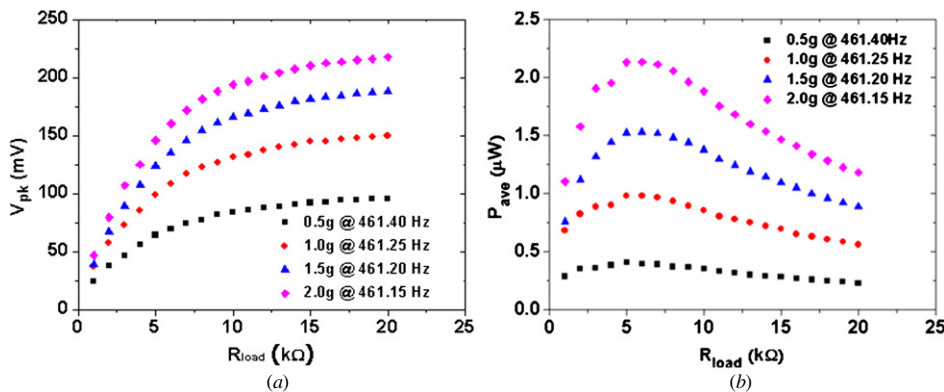 (a)
250
200
150
100
50
0
V_pk (mV)
0.5g @ 461.40 Hz
1.0g @ 461.25 Hz
1.5g @ 461.20 Hz
2.0g @ 461.15 Hz
0 5 10 15 20 25
R_load (kΩ)
(a)
(b)
2.5
2.0
1.5
1.0
0.5
0.0
P_ave (μW)
0.5g @ 461.40Hz
1.0g @ 461.25 Hz
1.5g @ 461.20 Hz
2.0g @ 461.15 Hz
0 5 10 15 20 25
R_load (kΩ)
(b)